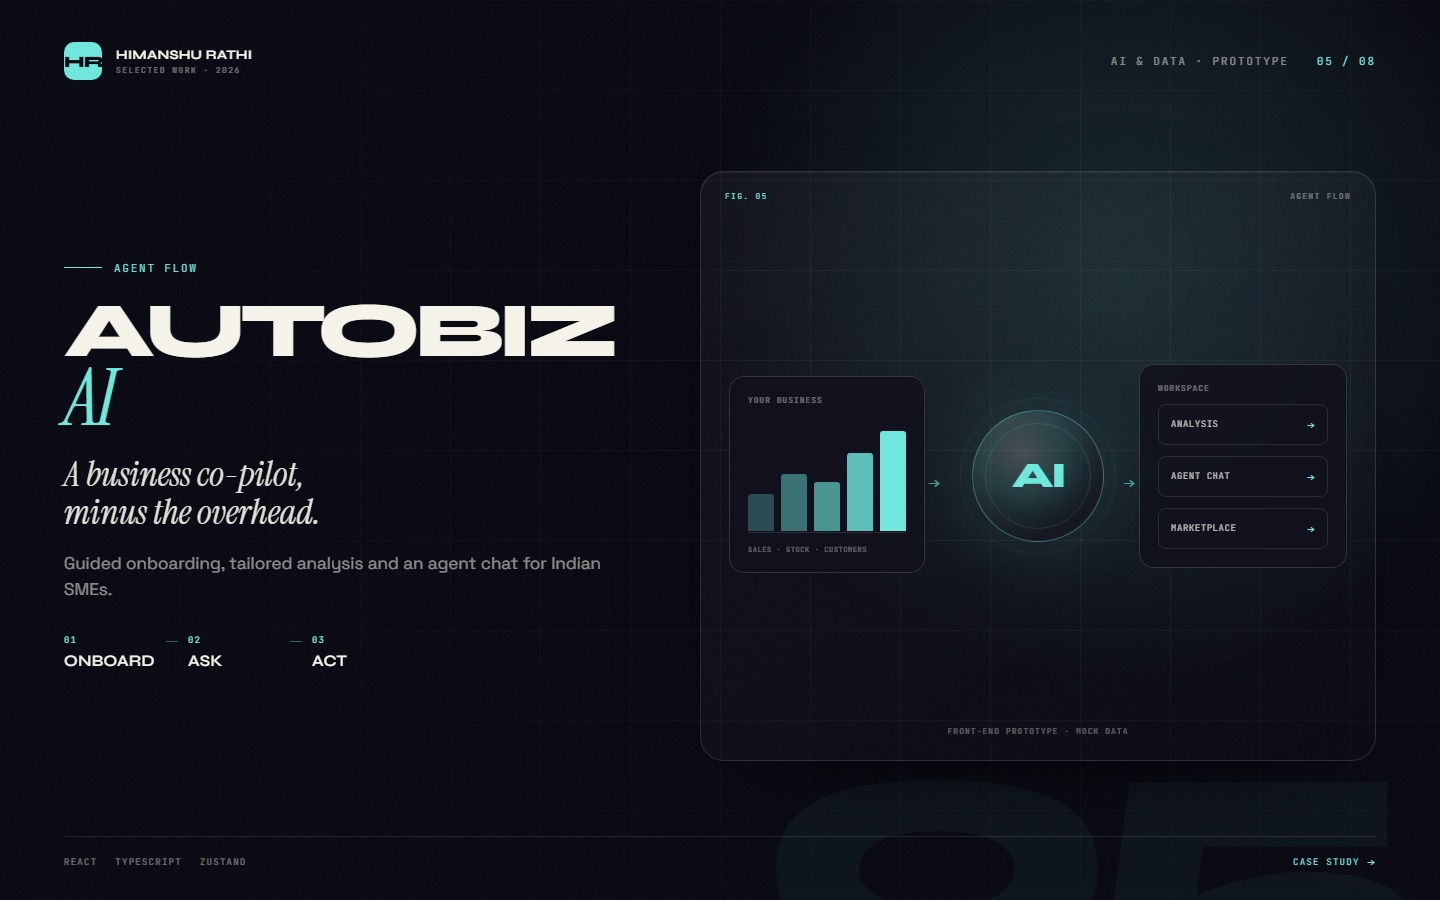 HR
HIMANSHU RATHI
SELECTED WORK · 2026
AI & DATA · PROTOTYPE
05 / 08
AGENT FLOW
AUTOBIZ
AI
A business co-pilot,
minus the overhead.
Guided onboarding, tailored analysis and an agent chat for Indian
SMEs.
01
ONBOARD
02
ASK
03
ACT
FIG. 05
AGENT FLOW
YOUR BUSINESS
SALES · STOCK · CUSTOMERS
→
AI
→
WORKSPACE
ANALYSIS →
AGENT CHAT →
MARKETPLACE →
FRONT-END PROTOTYPE · MOCK DATA
05
REACT TYPESCRIPT ZUSTAND
CASE STUDY →